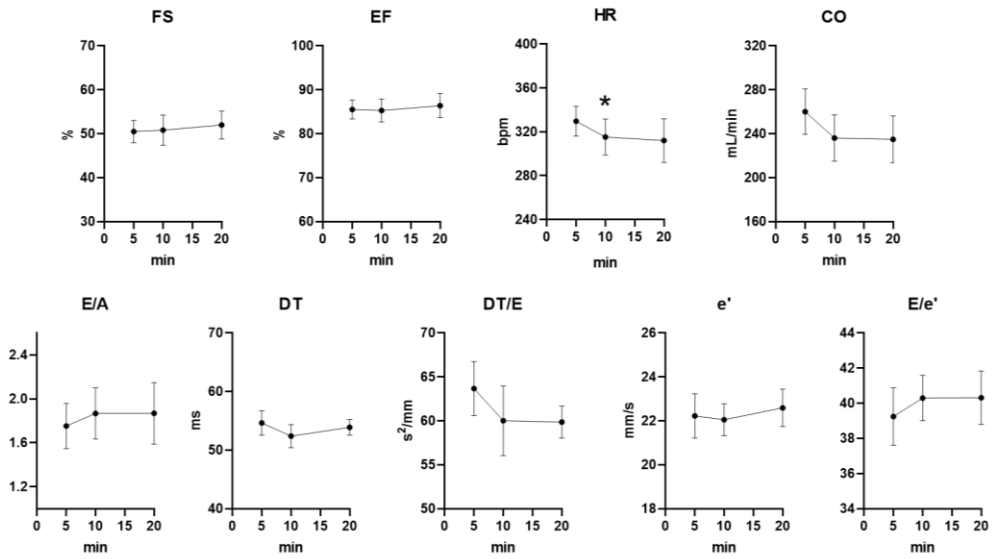 FS
70
60
50
40
30
%
0 5 10 15 20
min
EF
100
90
80
70
60
%
0 5 10 15 20
min
HR
400
360
320
280
240
bpm
*
0 5 10 15 20
min
CO
320
280
240
200
160
mL/min
0 5 10 15 20
min
E/A
2.4
2.0
1.6
1.2
0 5 10 15 20
min
DT
70
60
50
40
ms
0 5 10 15 20
min
DT/E
70
65
60
55
50
s²/mm
0 5 10 15 20
min
e'
26
24
22
20
18
mm/s
0 5 10 15 20
min
E/e'
44
42
40
38
36
34
0 5 10 15 20
min